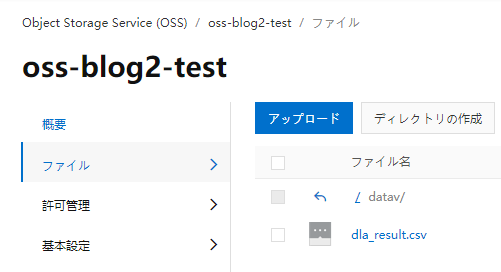 Object Storage Service (OSS) / oss-blog2-test / ファイル
oss-blog2-test
概要
ファイル
許可管理
基本設定
アップロード
ディレクトリの作成
ファイル名
/ datav/
dla_result.csv